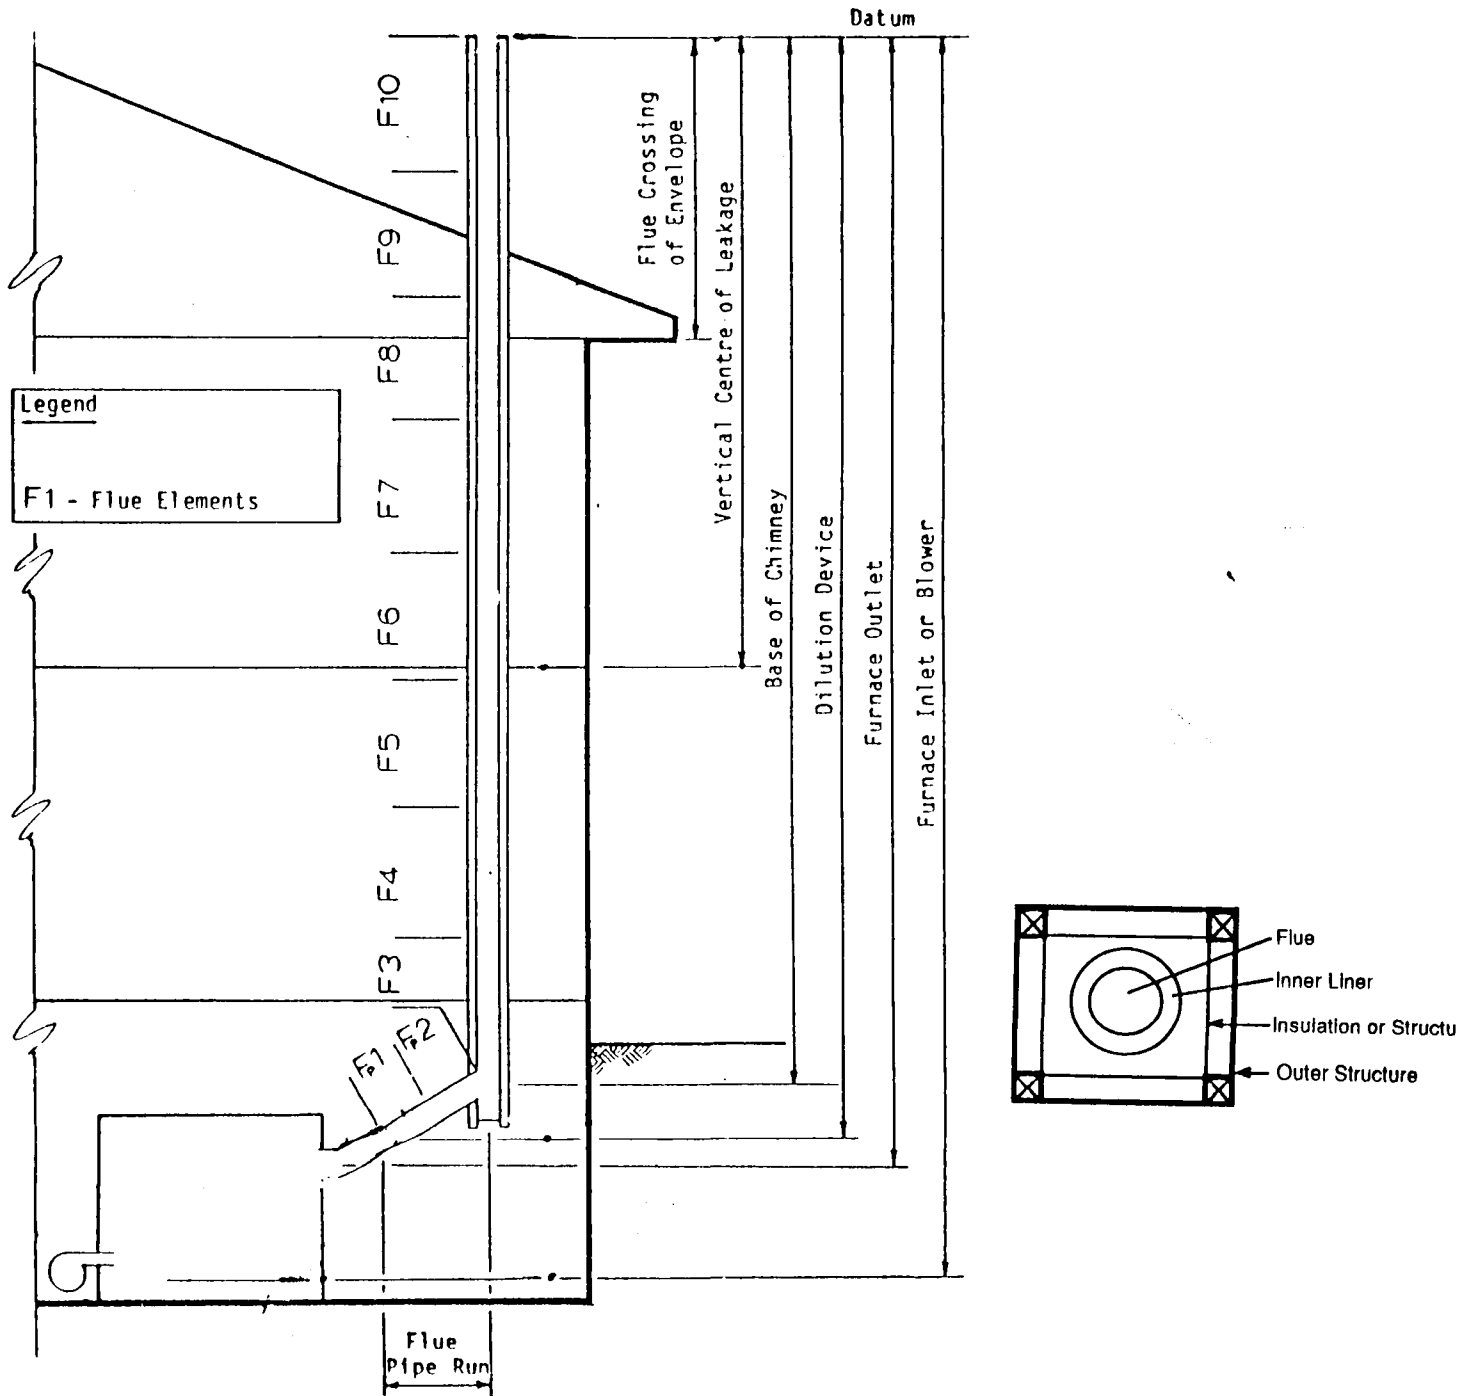 Datum
F10
F9
F8
F7
F6
F5
F4
F3
Fp2
Fp1
Legend
F1 - Flue Elements
Flue Crossing
of Envelope
Vertical Centre of Leakage
Base of Chimney
Dilution Device
Furnace Outlet
Furnace Inlet or Blower
Flue
Pipe Run
Flue
Inner Liner
Insulation or Structu
Outer Structure